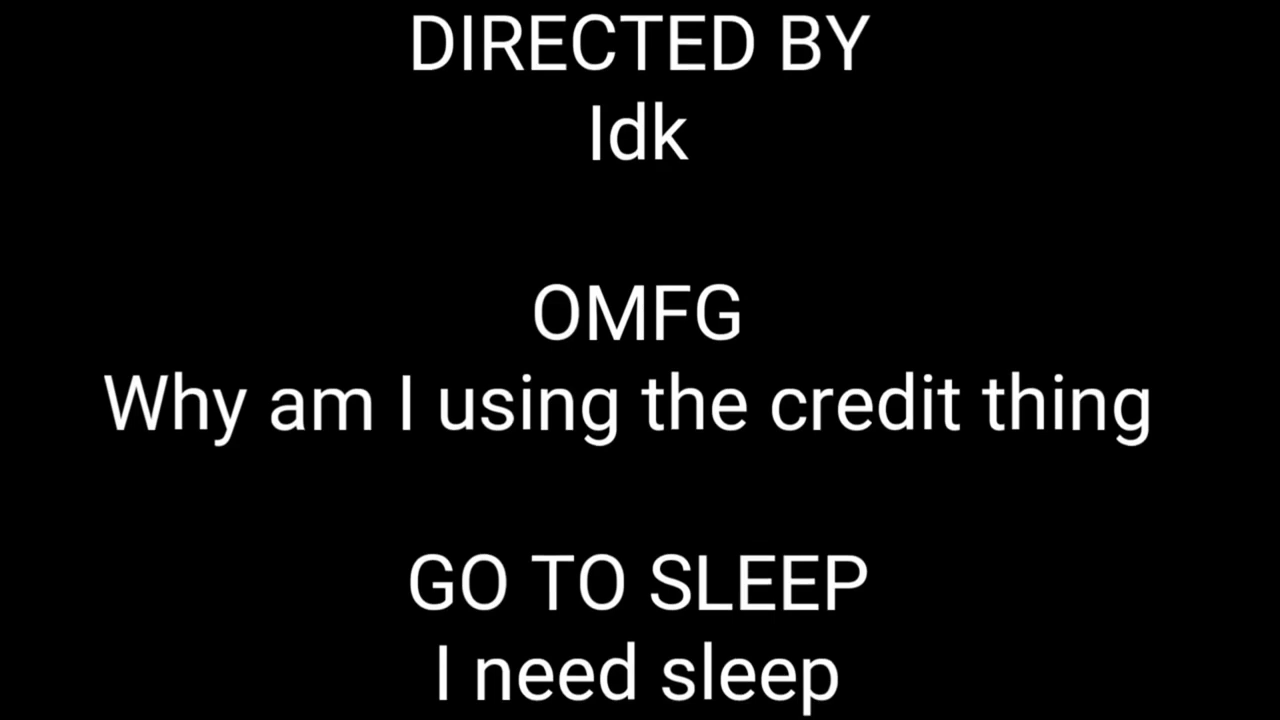 DIRECTED BY
Idk
OMFG
Why am I using the credit thing
GO TO SLEEP
I need sleep